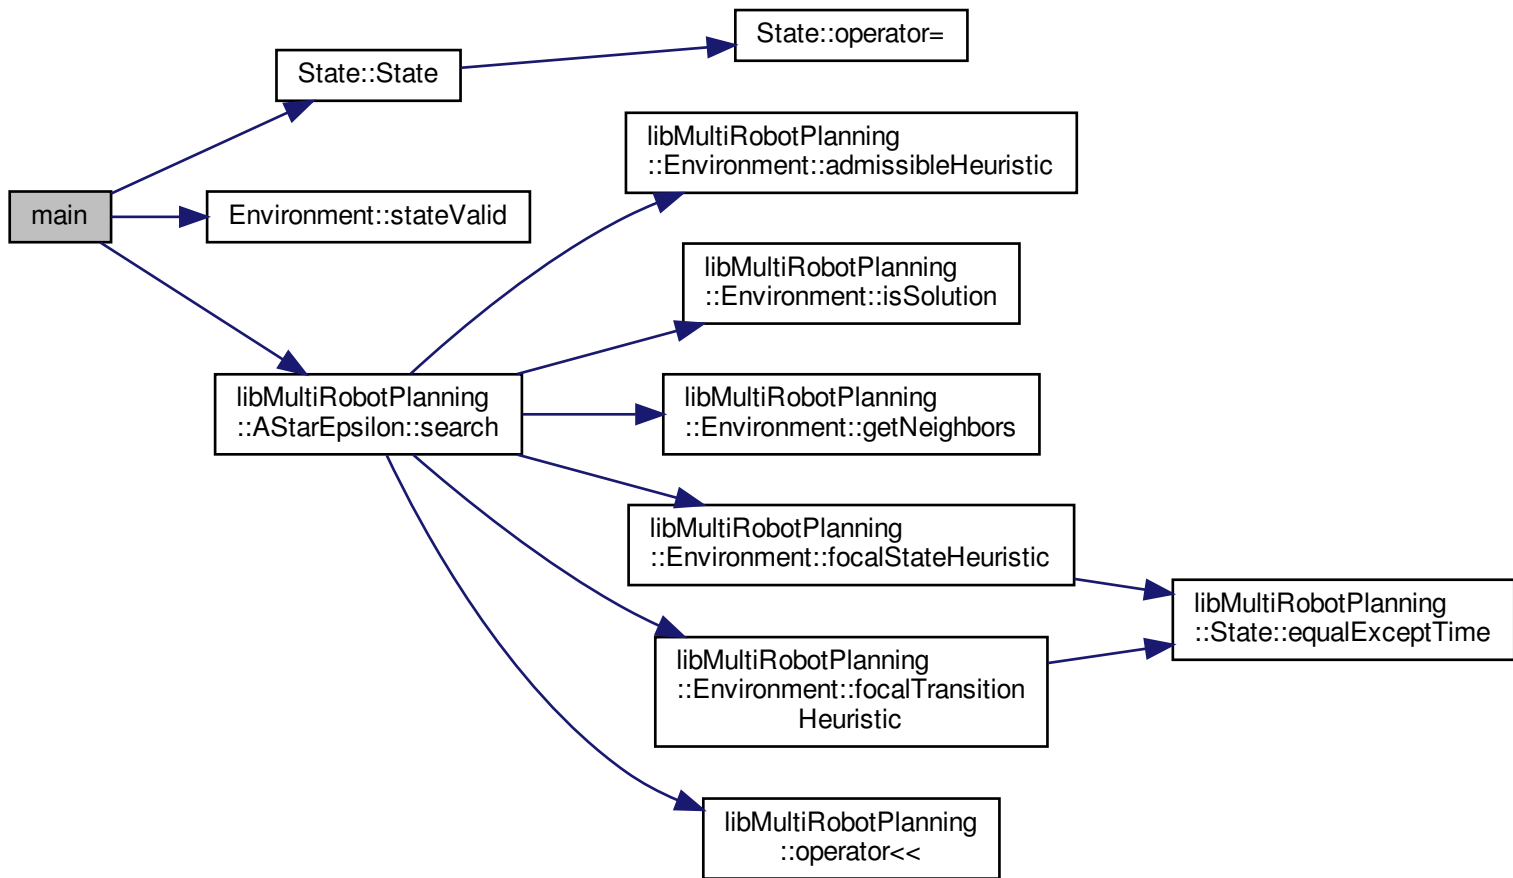 State::operator=
State::State
libMultiRobotPlanning
::Environment::admissibleHeuristic
main
Environment::stateValid
libMultiRobotPlanning
::Environment::isSolution
libMultiRobotPlanning
::AStarEpsilon::search
libMultiRobotPlanning
::Environment::getNeighbors
libMultiRobotPlanning
::Environment::focalStateHeuristic
libMultiRobotPlanning
::State::equalExceptTime
libMultiRobotPlanning
::Environment::focalTransition
Heuristic
libMultiRobotPlanning
::operator<<